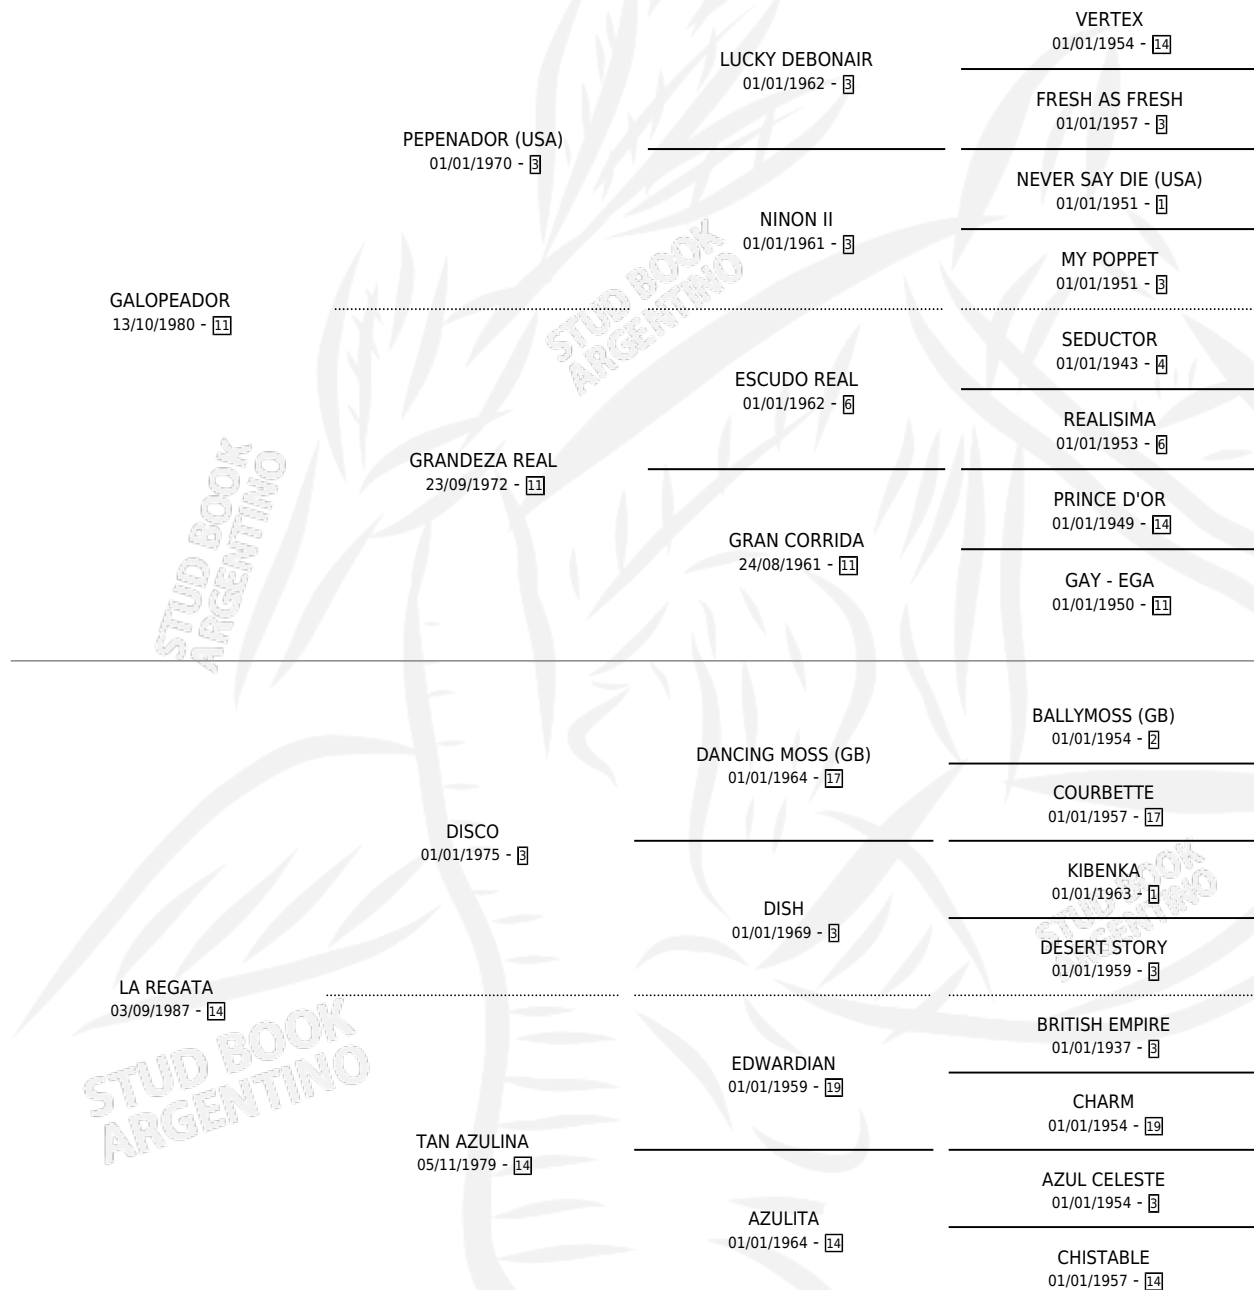 VERTEX
01/01/1954 - 14
LUCKY DEBONAIR
01/01/1962 - 3
FRESH AS FRESH
01/01/1957 - 3
PEPENADOR (USA)
01/01/1970 - 3
NEVER SAY DIE (USA)
01/01/1951 - 1
NINON II
01/01/1961 - 3
MY POPPET
01/01/1951 - 3
GALOPEADOR
13/10/1980 - 11
SEDUCTOR
01/01/1943 - 4
ESCUDO REAL
01/01/1962 - 6
REALISIMA
01/01/1953 - 6
GRANDEZA REAL
23/09/1972 - 11
PRINCE D'OR
01/01/1949 - 14
GRAN CORRIDA
24/08/1961 - 11
GAY - EGA
01/01/1950 - 11
BALLYMOSS (GB)
01/01/1954 - 2
DANCING MOSS (GB)
01/01/1964 - 17
COURBETTE
01/01/1957 - 17
DISCO
01/01/1975 - 3
KIBENKA
01/01/1963 - 1
DISH
01/01/1969 - 3
DESERT STORY
01/01/1959 - 3
LA REGATA
03/09/1987 - 14
BRITISH EMPIRE
01/01/1937 - 3
EDWARDIAN
01/01/1959 - 19
CHARM
01/01/1954 - 19
TAN AZULINA
05/11/1979 - 14
AZUL CELESTE
01/01/1954 - 3
AZULITA
01/01/1964 - 14
CHISTABLE
01/01/1957 - 14
STUD BOOK
ARGENTINO
STUD BOOK
ARGENTINO
STUD BOOK
ARGENTINO
STUD BOOK
ARGENTINO